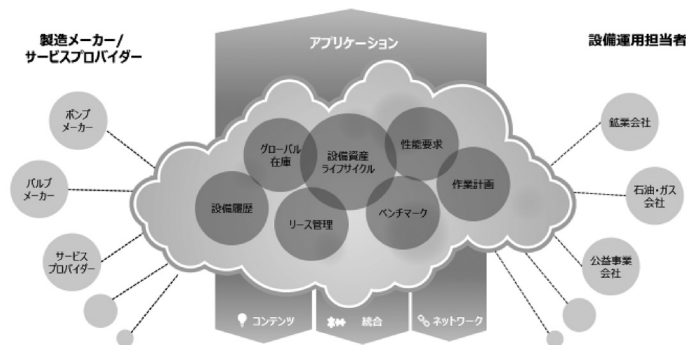 製造メーカー/
サービスプロバイダー
アプリケーション
設備運用担当者
ポンプ
メーカー
バルブ
メーカー
サービス
プロバイダー
グローバル
在庫
設備資産
ライフサイクル
性能要求
設備履歴
リース管理
ベンチマーク
作業計画
鉱業会社
石油・ガス
会社
公益事業
会社
コンテンツ
統合
ネットワーク